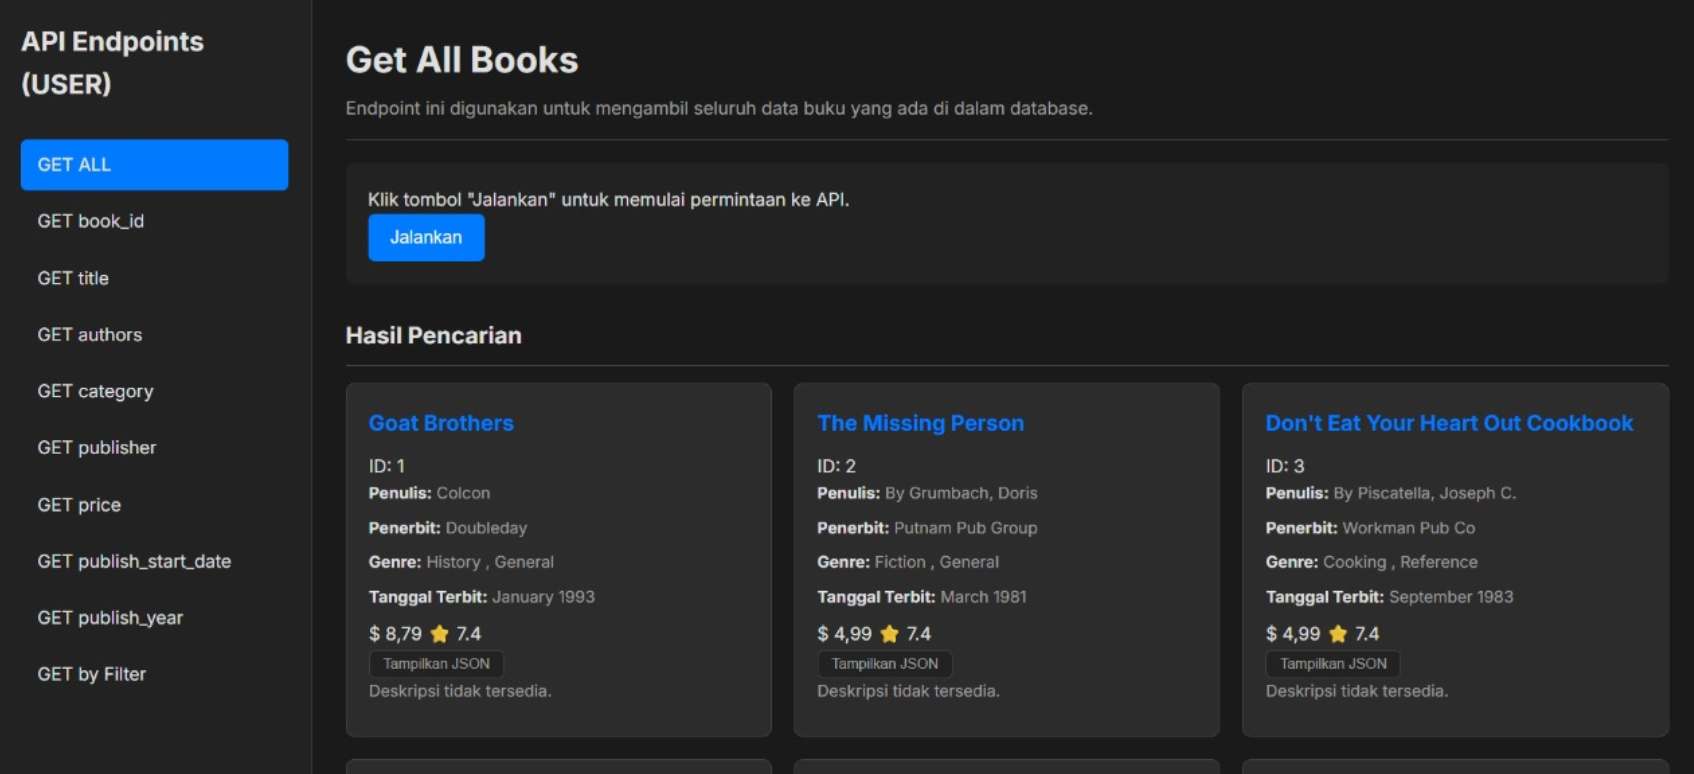 API Endpoints
(USER)
GET ALL
GET book_id
GET title
GET authors
GET category
GET publisher
GET price
GET publish_start_date
GET publish_year
GET by Filter
Get All Books
Endpoint ini digunakan untuk mengambil seluruh data buku yang ada di dalam database.
Klik tombol "Jalankan" untuk memulai permintaan ke API.
Jalankan
Hasil Pencarian
Goat Brothers
ID: 1
Penulis: Colcon
Penerbit: Doubleday
Genre: History , General
Tanggal Terbit: January 1993
$ 8,79 ⭐ 7.4
Tampilkan JSON
Deskripsi tidak tersedia.
The Missing Person
ID: 2
Penulis: By Grumbach, Doris
Penerbit: Putnam Pub Group
Genre: Fiction , General
Tanggal Terbit: March 1981
$ 4,99 ⭐ 7.4
Tampilkan JSON
Deskripsi tidak tersedia.
Don't Eat Your Heart Out Cookbook
ID: 3
Penulis: By Piscatella, Joseph C.
Penerbit: Workman Pub Co
Genre: Cooking , Reference
Tanggal Terbit: September 1983
$ 4,99 ⭐ 7.4
Tampilkan JSON
Deskripsi tidak tersedia.